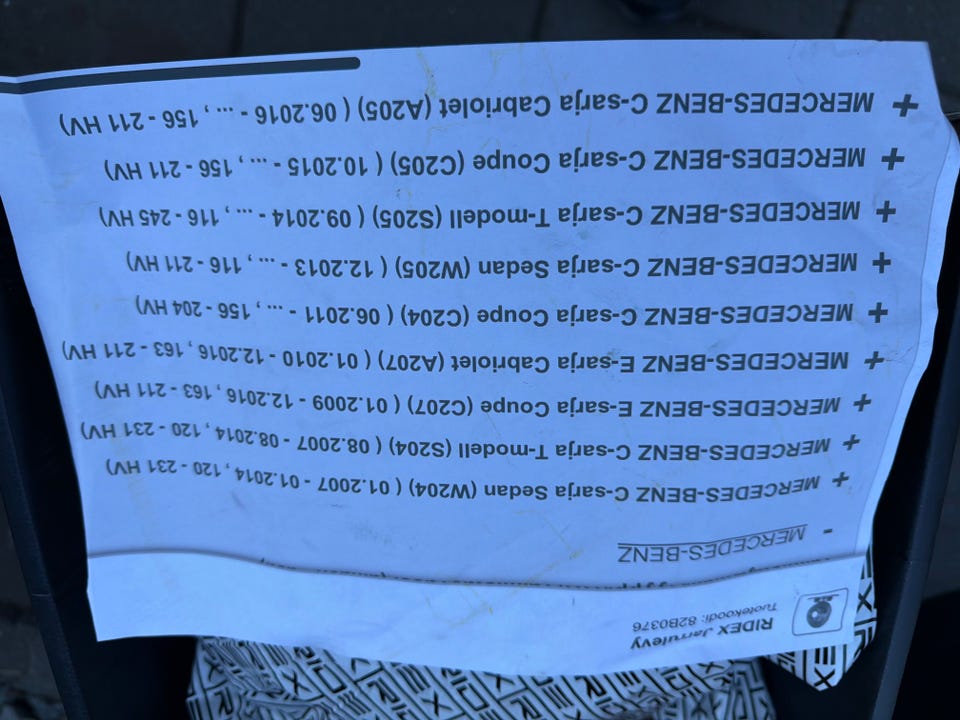 RIDEX Jarrulevy
Tuotekoodi: 82B0376
MERCEDES-BENZ
- 
+ MERCEDES-BENZ C-sarja Sedan (W204) ( 01.2007 - 01.2014 , 120 - 231 HV)
+ MERCEDES-BENZ C-sarja T-modell (S204) ( 08.2007 - 08.2014 , 120 - 231 HV)
+ MERCEDES-BENZ E-sarja Coupe (C207) ( 01.2009 - 12.2016 , 163 - 211 HV)
+ MERCEDES-BENZ E-sarja Cabriolet (A207) ( 01.2010 - 12.2016 , 163 - 211 HV)
+ MERCEDES-BENZ C-sarja Coupe (C204) ( 06.2011 - ... , 156 - 204 HV)
+ MERCEDES-BENZ C-sarja Sedan (W205) ( 12.2013 - ... , 116 - 211 HV)
+ MERCEDES-BENZ C-sarja T-modell (S205) ( 09.2014 - ... , 116 - 245 HV)
+ MERCEDES-BENZ C-sarja Coupe (C205) ( 10.2015 - ... , 156 - 211 HV)
+ MERCEDES-BENZ C-sarja Cabriolet (A205) ( 06.2016 - ... , 156 - 211 HV)